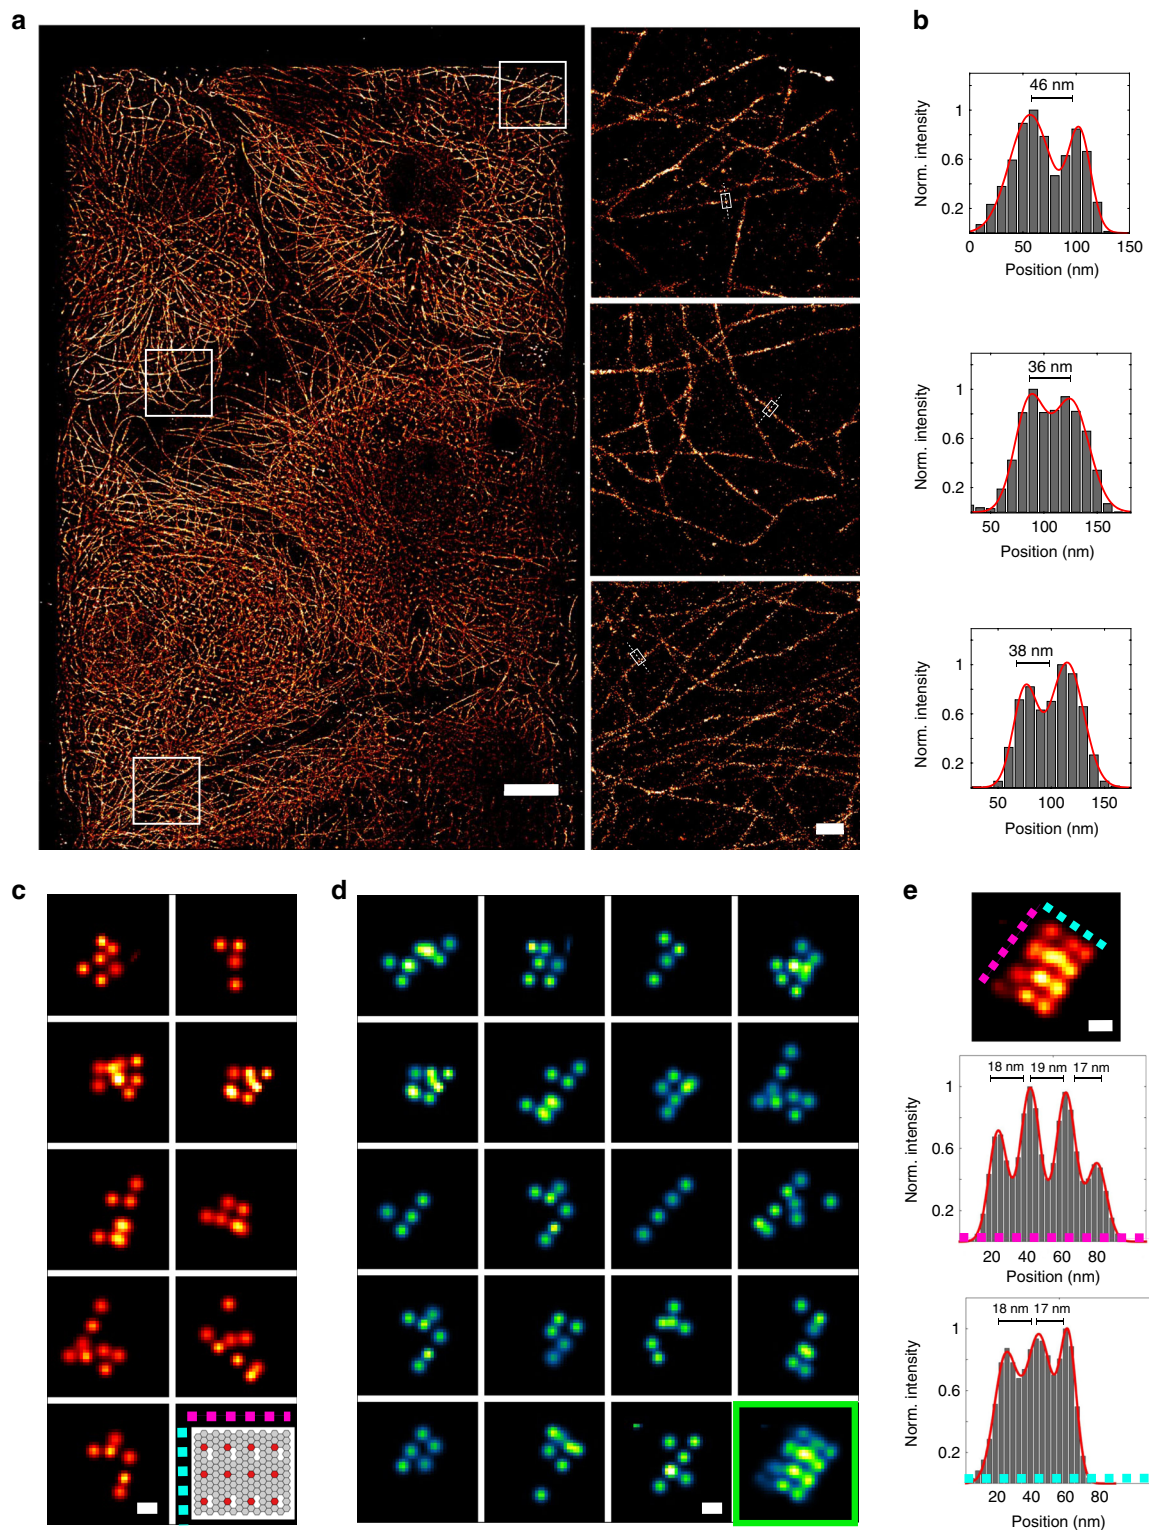 a
b
46 nm
Norm. intensity
1
0.6
0.2
0
50
100
150
Position (nm)
36 nm
Norm. intensity
1
0.6
0.2
50
100
150
Position (nm)
38 nm
Norm. intensity
1
0.6
0.2
50
100
150
Position (nm)
c
d
e
18 nm
19 nm
17 nm
Norm. intensity
1
0.6
0.2
20
40
60
80
Position (nm)
18 nm
17 nm
Norm. intensity
1
0.6
0.2
20
40
60
80
Position (nm)